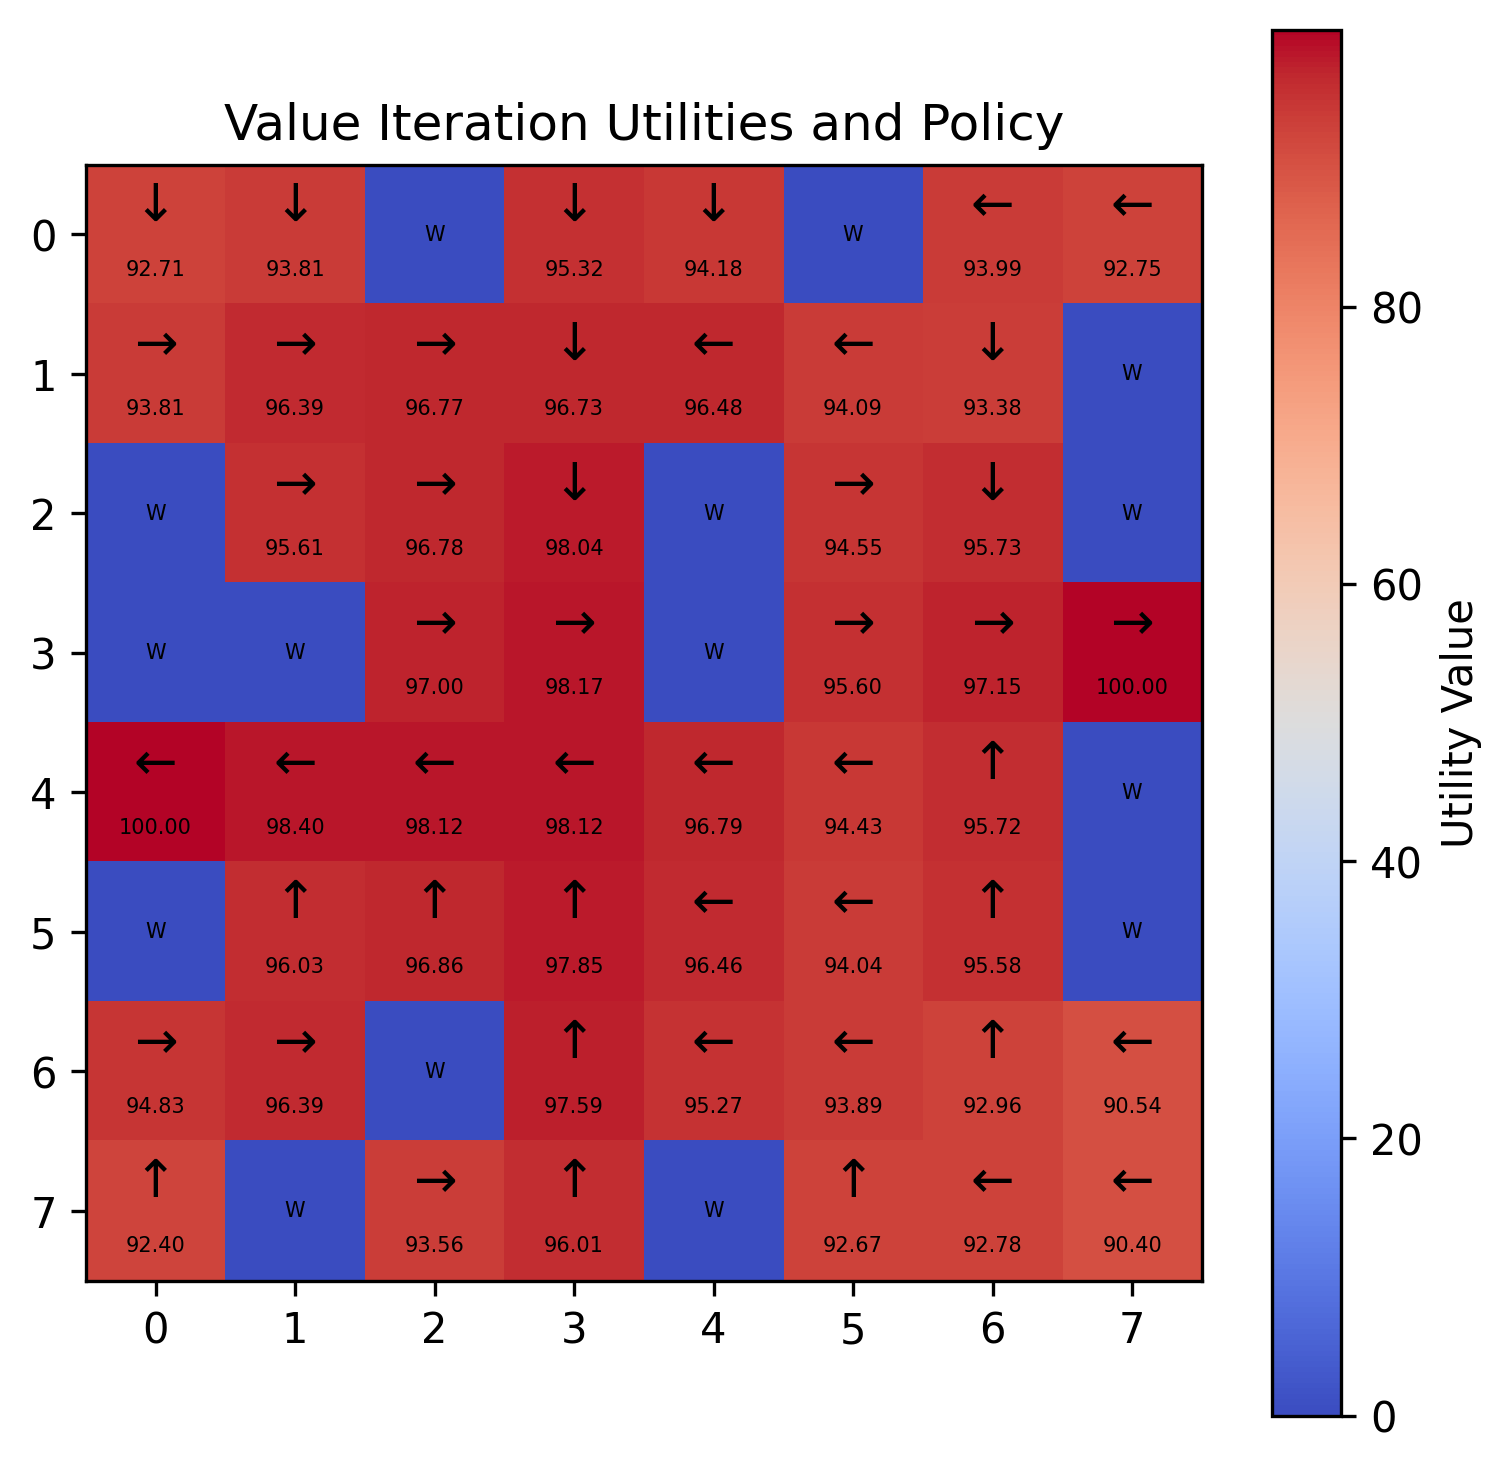 Value Iteration Utilities and Policy
0 ↓ ↓ W ↓ ↓ W ← ←
92.71 93.81 95.32 94.18 93.99 92.75
1 → → → ↓ ← ← ↓ W
93.81 96.39 96.77 96.73 96.48 94.09 93.38
2 W → → ↓ W → ↓ W
95.61 96.78 98.04 94.55 95.73
3 W W → → W → → →
97.00 98.17 95.60 97.15 100.00
4 ← ← ← ← ← ← ↑ W
100.00 98.40 98.12 98.12 96.79 94.43 95.72
5 W ↑ ↑ ↑ ← ← ↑ W
96.03 96.86 97.85 96.46 94.04 95.58
6 → → W ↑ ← ← ↑ ←
94.83 96.39 97.59 95.27 93.89 92.96 90.54
7 ↑ W → ↑ W ↑ ← ←
92.40 93.56 96.01 92.67 92.78 90.40
0 1 2 3 4 5 6 7
80
60
40
20
0
Utility Value